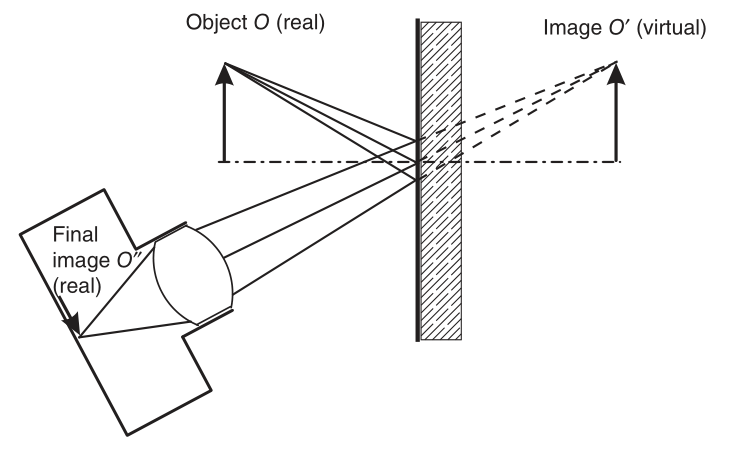 Object O (real)
Image O′ (virtual)
Final
image O″
(real)